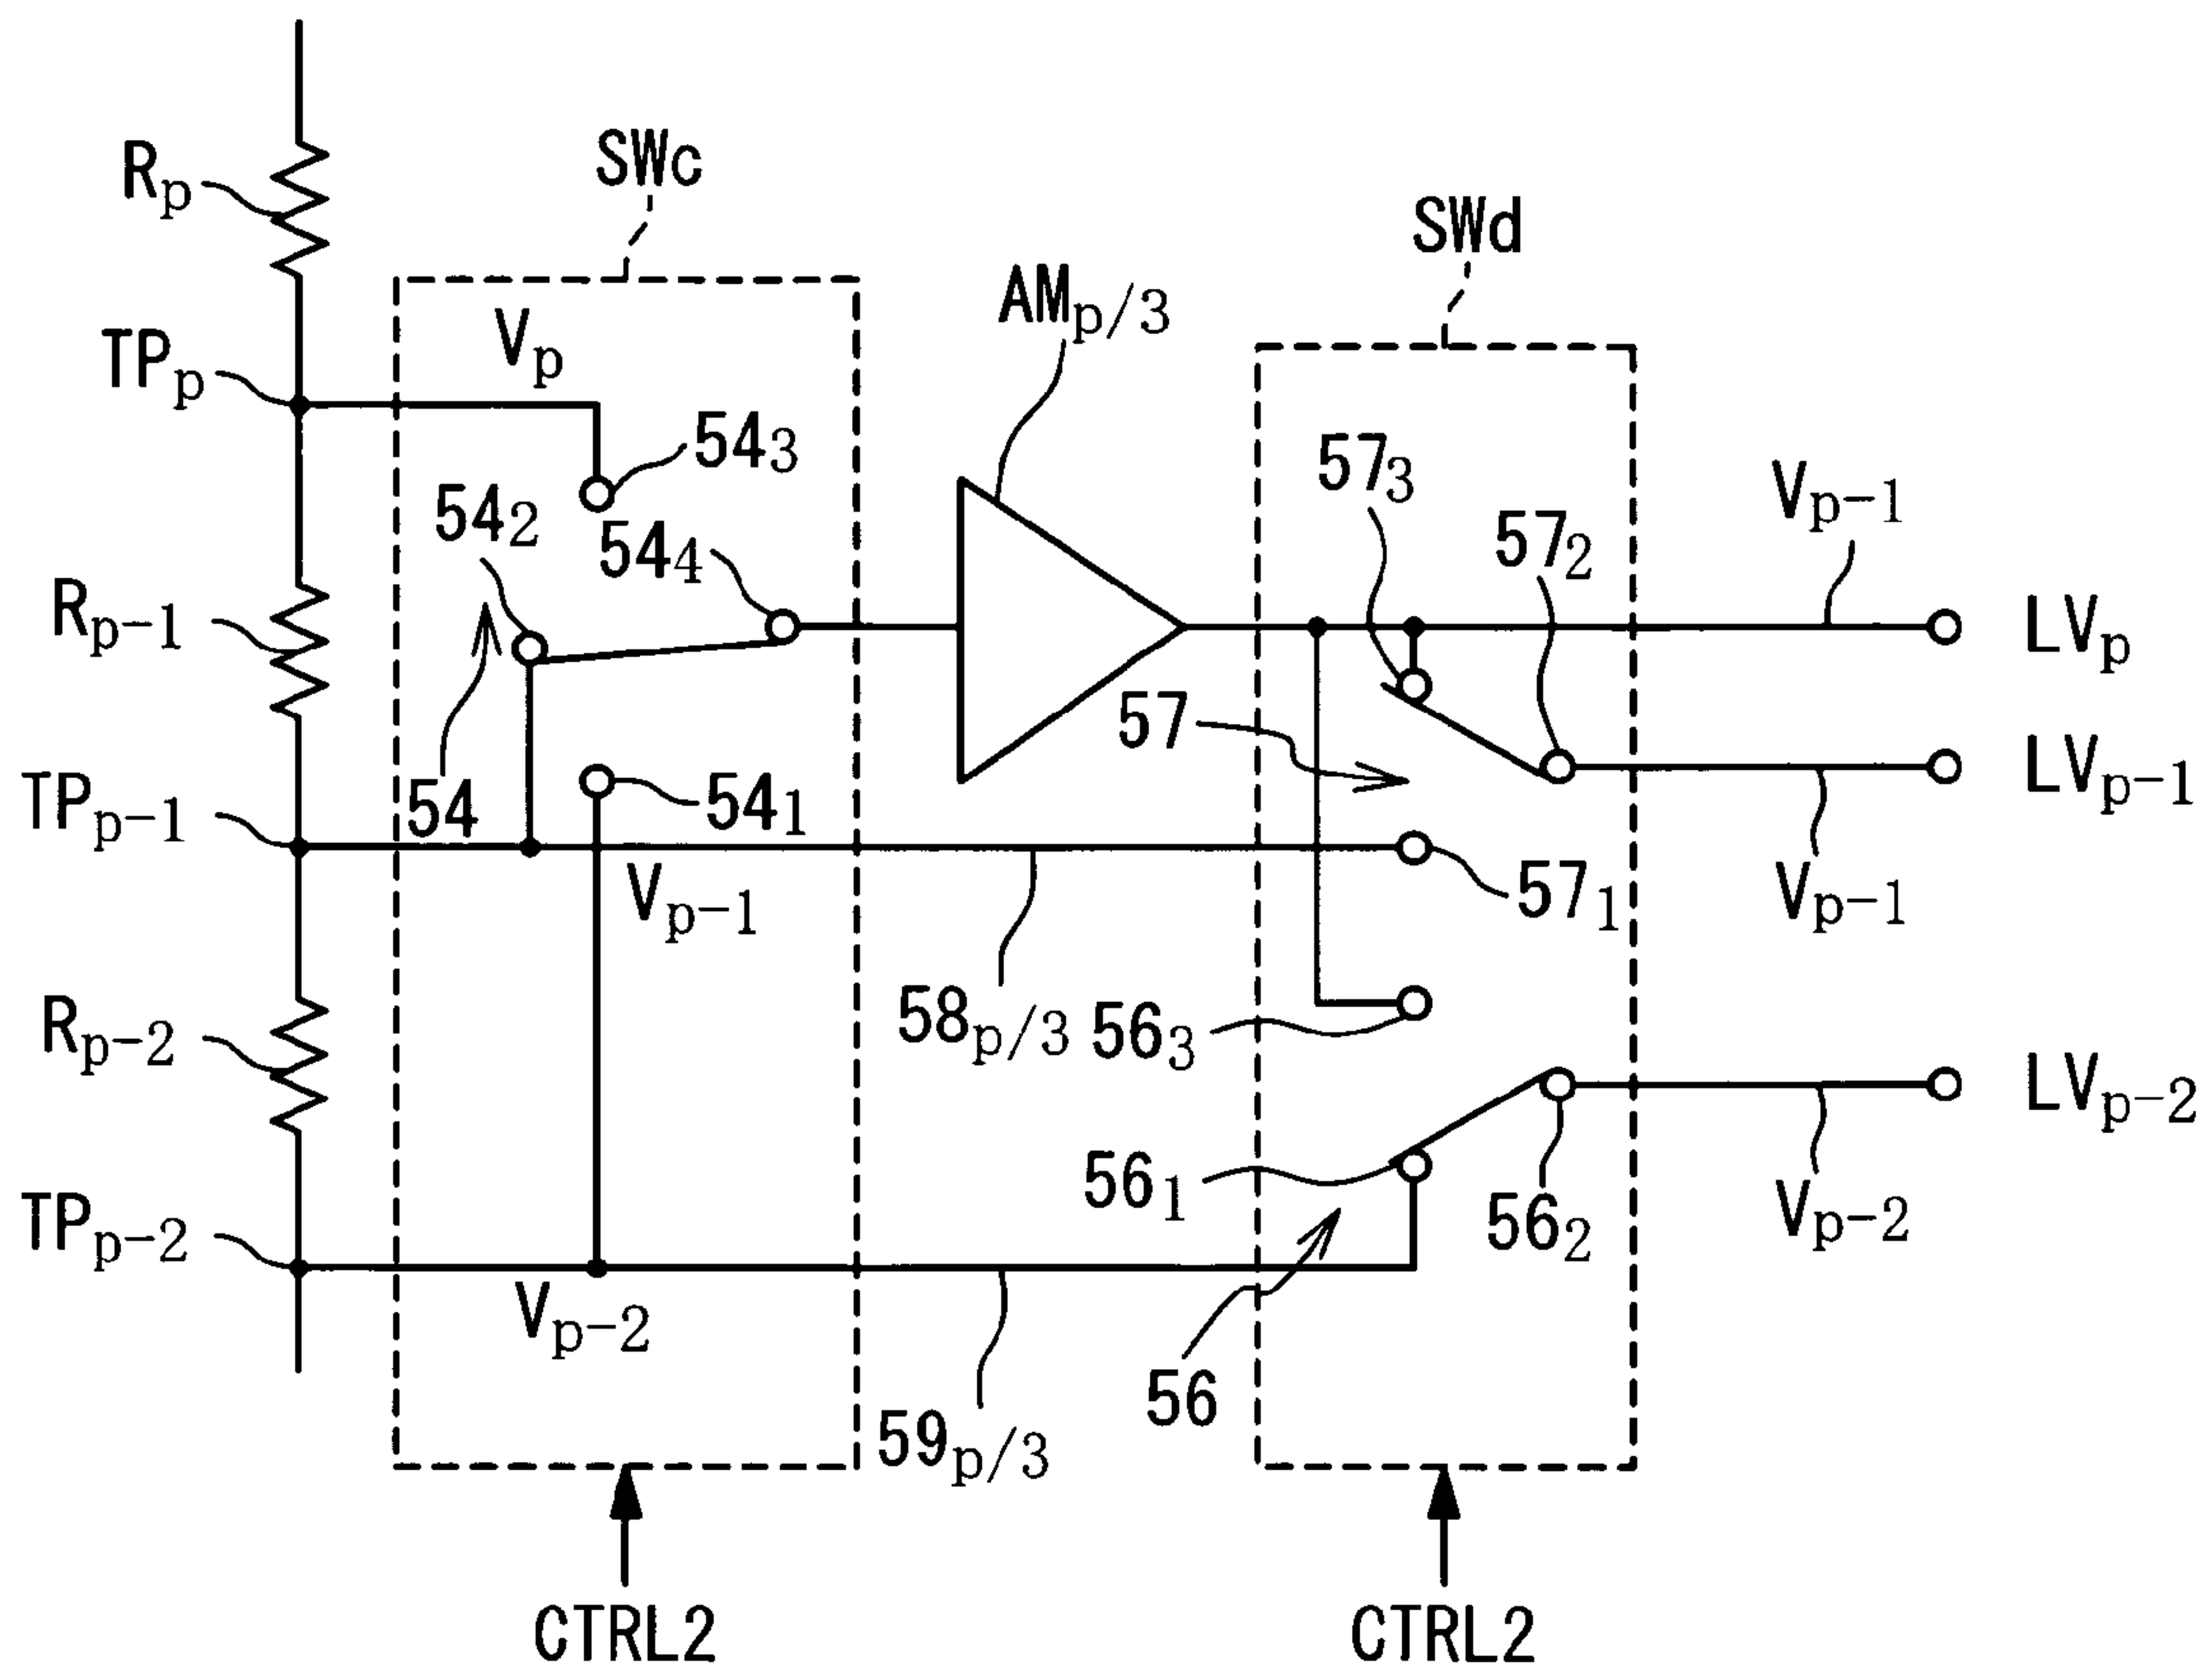 SWc
Rp
SWd
AMp/3
Vp
TPp
543
573
Vp-1
542
572
544
Rp-1
LVp
57
LVp-1
54
541
TPp-1
571
Vp-1
Vp-1
58p/3
563
Rp-2
LVp-2
561
562
TPp-2
Vp-2
Vp-2
56
59p/3
CTRL2
CTRL2